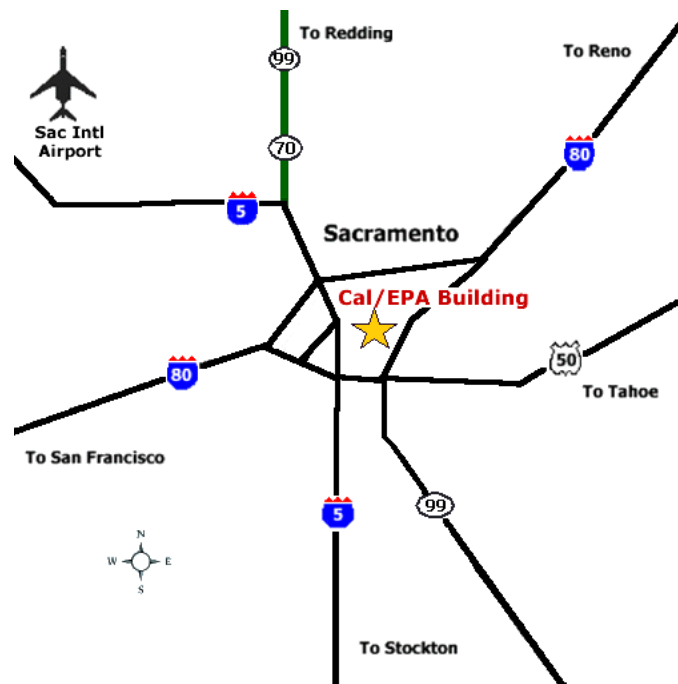 To Redding
99
To Reno
Sac Intl
Airport
70
80
5
Sacramento
Cal/EPA Building
50
80
To Tahoe
To San Francisco
99
5
N
W E
S
To Stockton